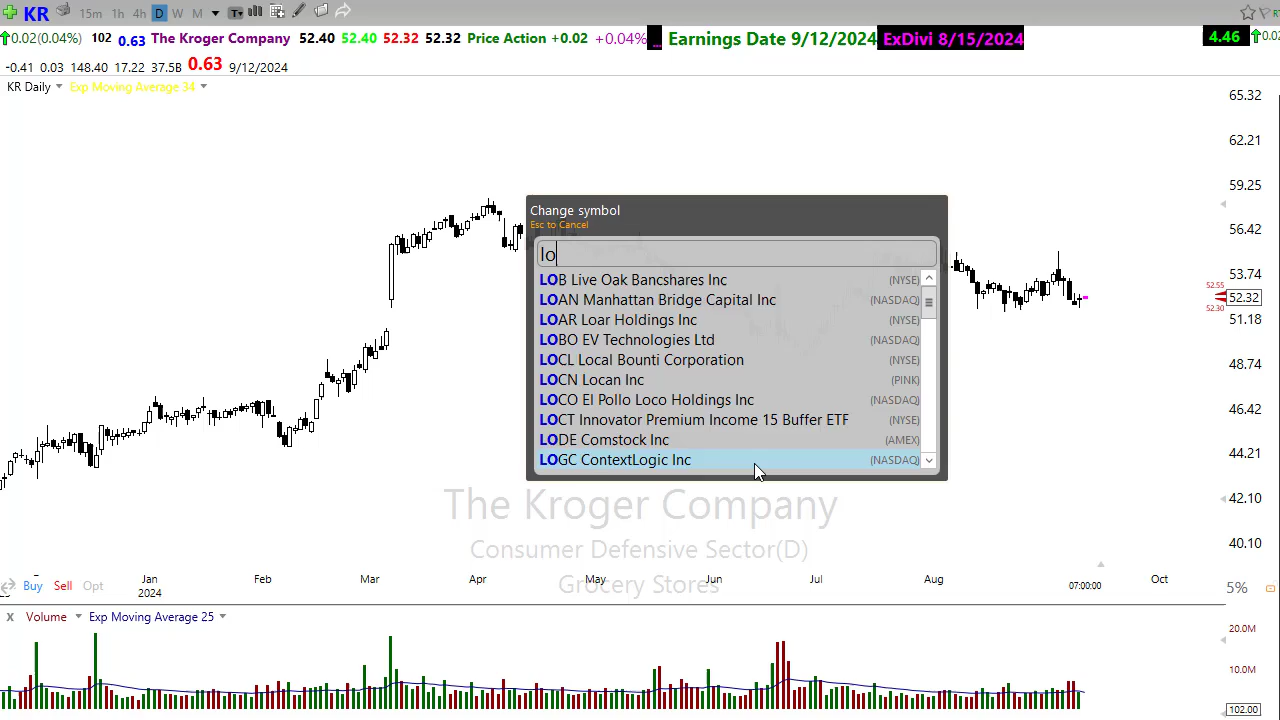 KR 15m 1h 4h D W M T
0.02(0.04%) 102 0.63 The Kroger Company 52.40 52.40 52.32 52.32 Price Action +0.02 +0.04% ... Earnings Date 9/12/2024 ExDivi 8/15/2024 4.46 0.02
-0.41 0.03 148.40 17.22 37.5B 0.63 9/12/2024
KR Daily Exp Moving Average 34
65.32
62.21
59.25
56.42
53.74
52.55
52.32
52.30
51.18
48.74
46.42
44.21
42.10
40.10
Change symbol
Esc to Cancel
lo
LOB Live Oak Bancshares Inc (NYSE)
LOAN Manhattan Bridge Capital Inc (NASDAQ)
LOAR Loar Holdings Inc (NYSE)
LOBO EV Technologies Ltd (NASDAQ)
LOCL Local Bounti Corporation (NYSE)
LOCN Locan Inc (PINK)
LOCO El Pollo Loco Holdings Inc (NASDAQ)
LOCT Innovator Premium Income 15 Buffer ETF (NYSE)
LODE Comstock Inc (AMEX)
LOGC ContextLogic Inc (NASDAQ)
The Kroger Company
Consumer Defensive Sector(D)
Grocery Stores
Jan Feb Mar Apr May Jun Jul Aug Oct
2024 07:00:00
Buy Sell Opt 5%
X Volume Exp Moving Average 25
20.0M
10.0M
102.00